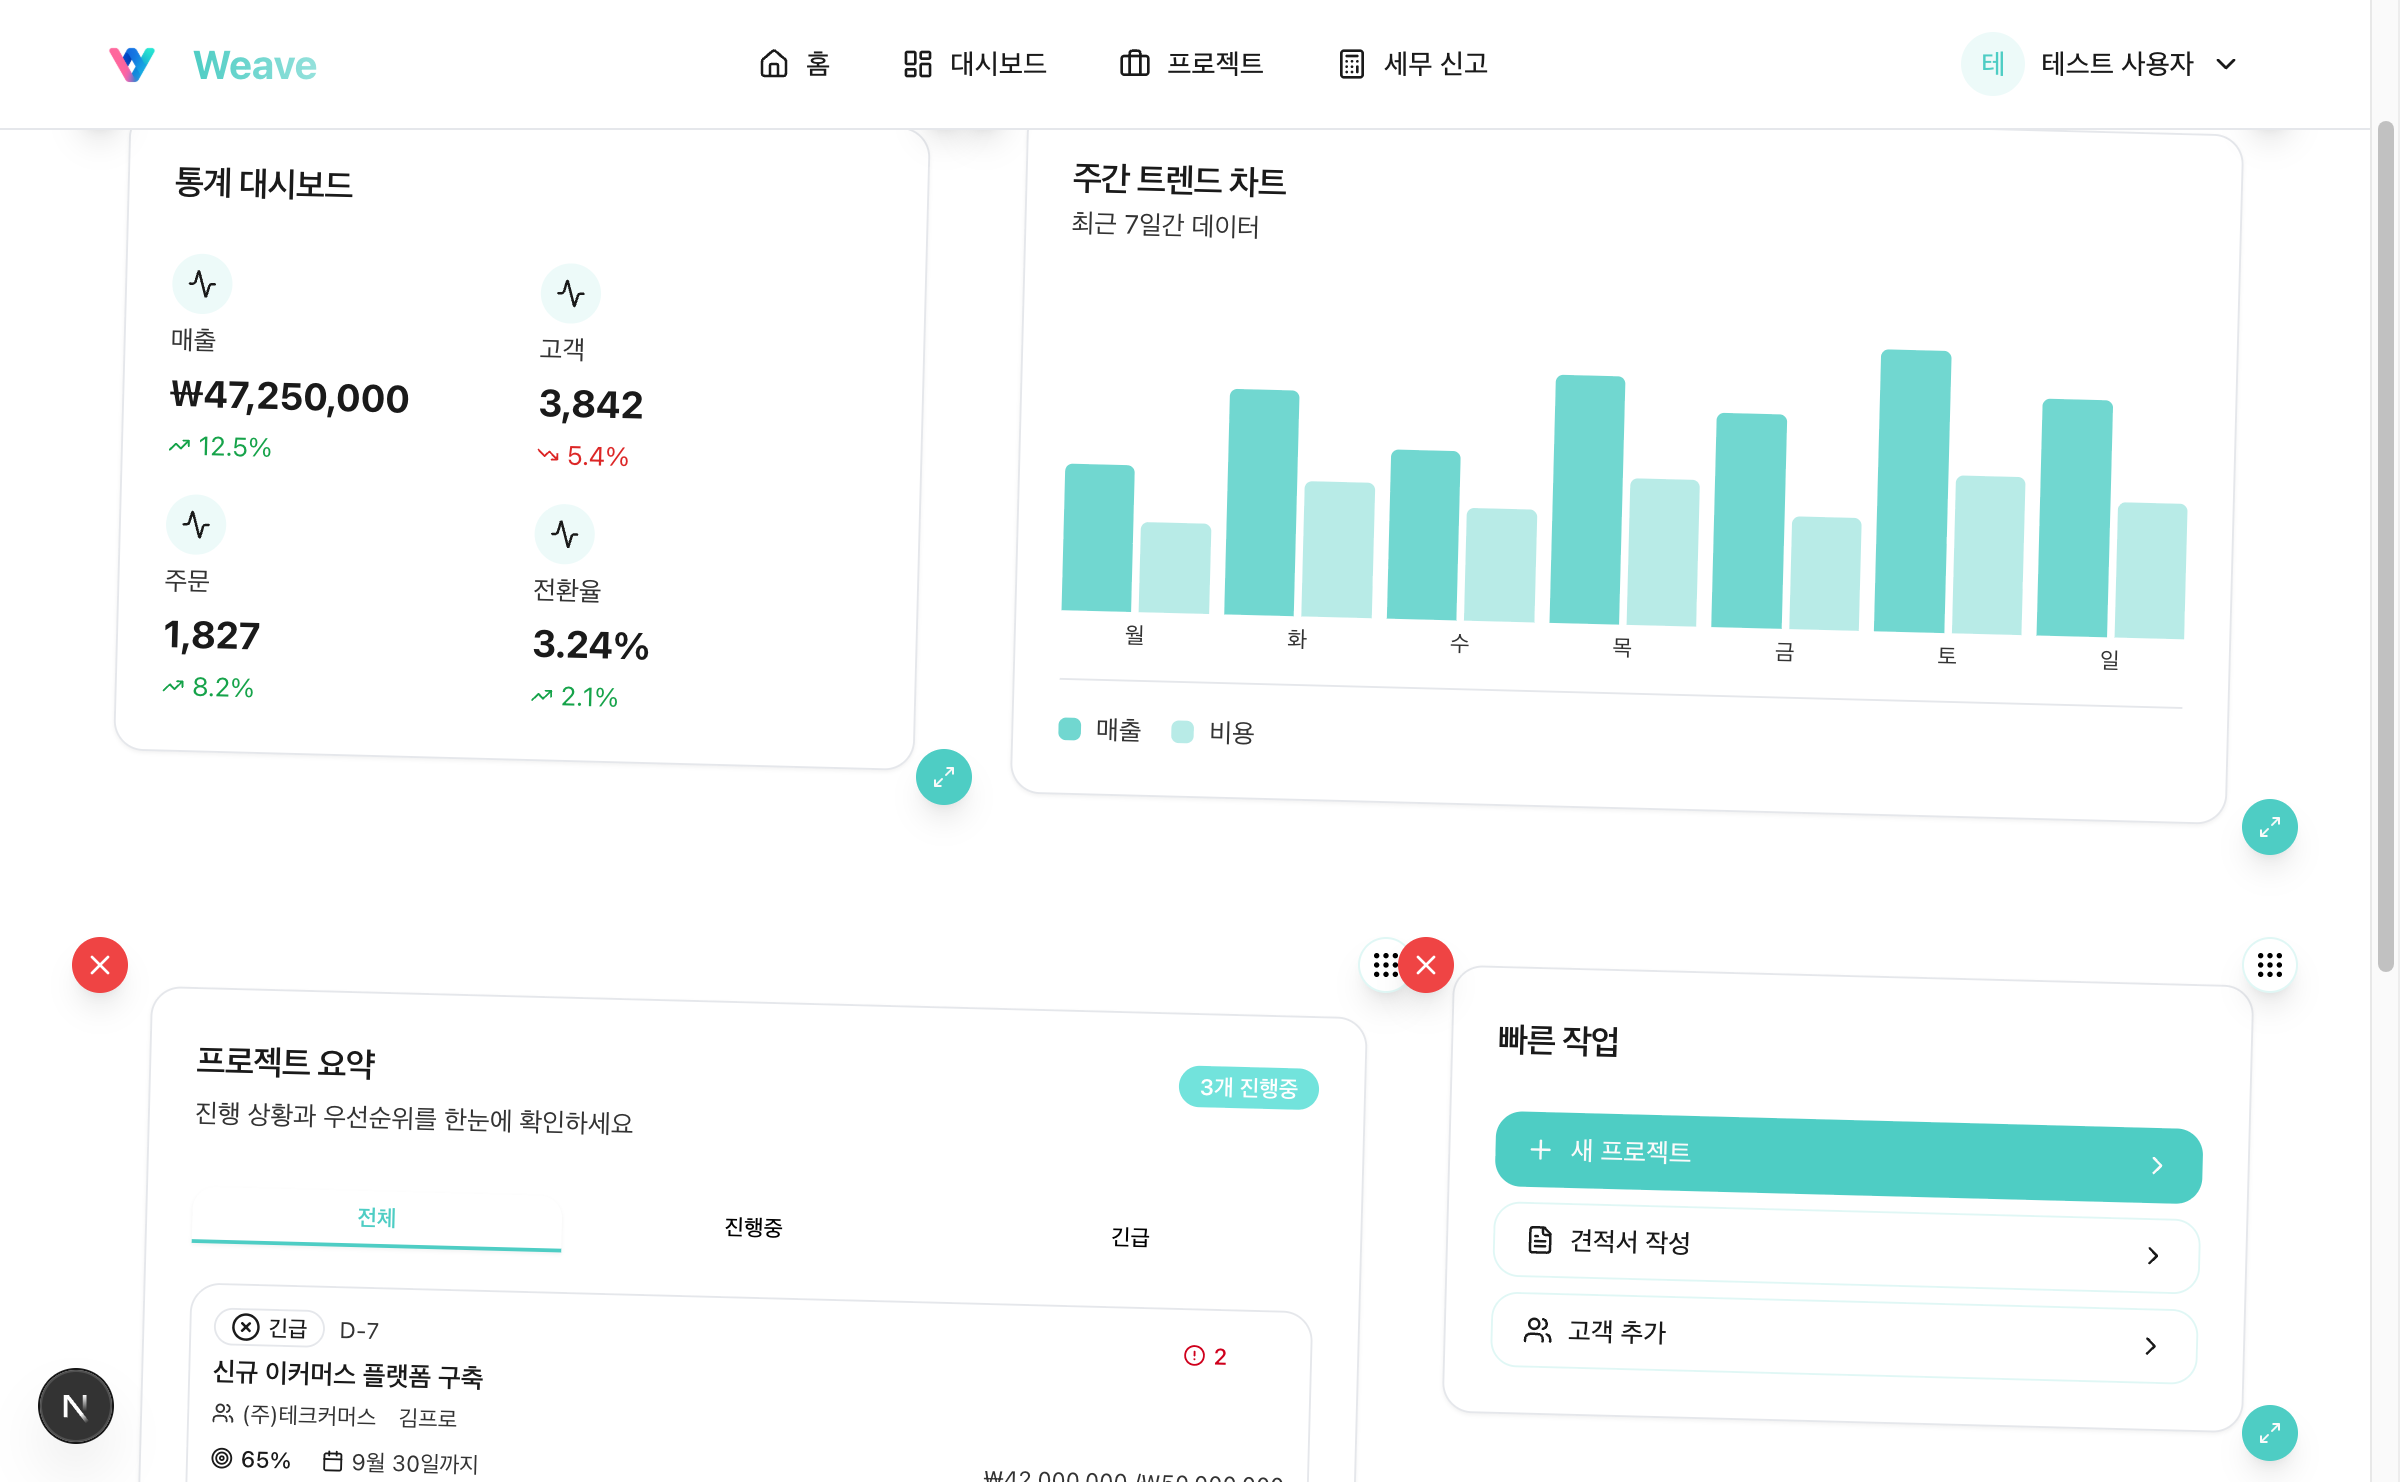 Weave
홈
대시보드
프로젝트
세무 신고
테
테스트 사용자
통계 대시보드
매출
₩47,250,000
12.5%
고객
3,842
5.4%
주문
1,827
8.2%
전환율
3.24%
2.1%
주간 트렌드 차트
최근 7일간 데이터
월 화 수 목 금 토 일
매출 비용
프로젝트 요약
3개 진행중
진행 상황과 우선순위를 한눈에 확인하세요
전체 진행중 긴급
긴급 D-7
2
신규 이커머스 플랫폼 구축
(주)테크커머스 김프로
65% 9월 30일까지
₩42,000,000 /₩50,000,000
빠른 작업
새 프로젝트
견적서 작성
고객 추가
N